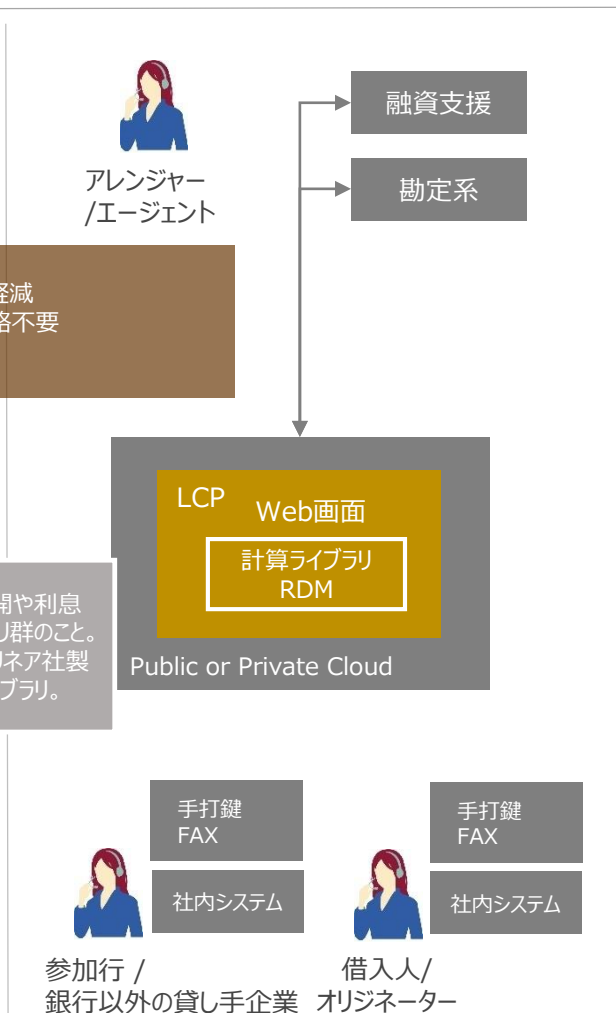 融資支援
勘定系
アレンジャー
/エージェント
軽減
不要
LCP
Web画面
計算ライブラリ
RDM
Public or Private Cloud
開や利息
リ群のこと。
リネア社製
ブラリ。
手打鍵
FAX
社内システム
参加行 /
銀行以外の貸し手企業
手打鍵
FAX
社内システム
借入人/
オリジネーター